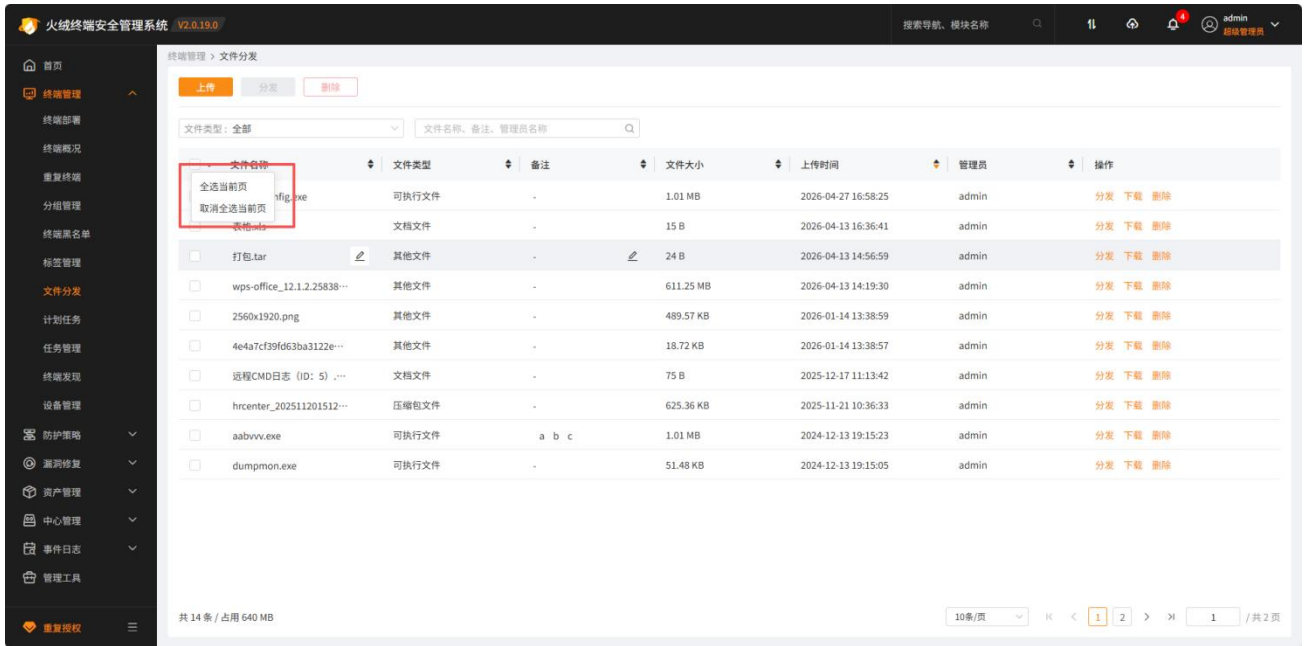 火绒终端安全管理系统 V2.0.19.0 搜索导航、模块名称 4 admin
超级管理员
首页
终端管理
终端部署
终端概况
重复终端
分组管理
终端黑名单
标签管理
文件分发
计划任务
任务管理
终端发现
设备管理
防护策略
漏洞修复
资产管理
中心管理
事件日志
管理工具
重复授权
终端管理 > 文件分发
上传 分发 删除
文件类型: 全部 文件名称、备注、管理员名称
文件名称 文件类型 备注 文件大小 上传时间 管理员 操作
全选当前页
取消全选当前页
nfig.exe 可执行文件 - 1.01 MB 2026-04-27 16:58:25 admin 分发 下载 删除
表格.xls 文档文件 - 15 B 2026-04-13 16:36:41 admin 分发 下载 删除
打包.tar 其他文件 - 24 B 2026-04-13 14:56:59 admin 分发 下载 删除
wps-office_12.1.2.25838… 其他文件 - 611.25 MB 2026-04-13 14:19:30 admin 分发 下载 删除
2560x1920.png 其他文件 - 489.57 KB 2026-01-14 13:38:59 admin 分发 下载 删除
4e4a7cf39fd63ba3122e… 其他文件 - 18.72 KB 2026-01-14 13:38:57 admin 分发 下载 删除
远程CMD日志（ID：5）.… 文档文件 - 75 B 2025-12-17 11:13:42 admin 分发 下载 删除
hrcenter_202511201512… 压缩包文件 - 625.36 KB 2025-11-21 10:36:33 admin 分发 下载 删除
aabvvv.exe 可执行文件 a b c 1.01 MB 2024-12-13 19:15:23 admin 分发 下载 删除
dumpmon.exe 可执行文件 - 51.48 KB 2024-12-13 19:15:05 admin 分发 下载 删除
共 14 条 / 占用 640 MB 10条/页 1 2 1 / 共 2 页